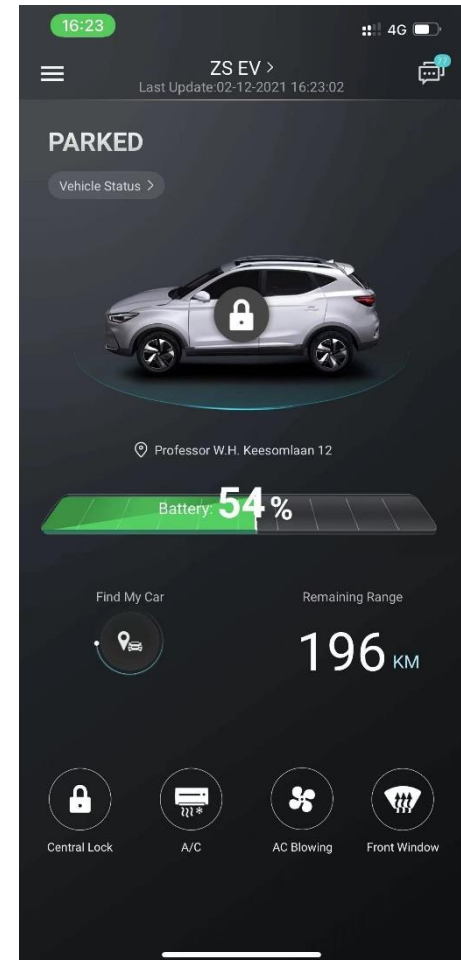 16:23
4G
ZS EV >
77
Last Update:02-12-2021 16:23:02
PARKED
Vehicle Status >
Professor W.H. Keesomlaan 12
Battery: 54 %
Find My Car
Remaining Range
196 KM
Central Lock
A/C
AC Blowing
Front Window